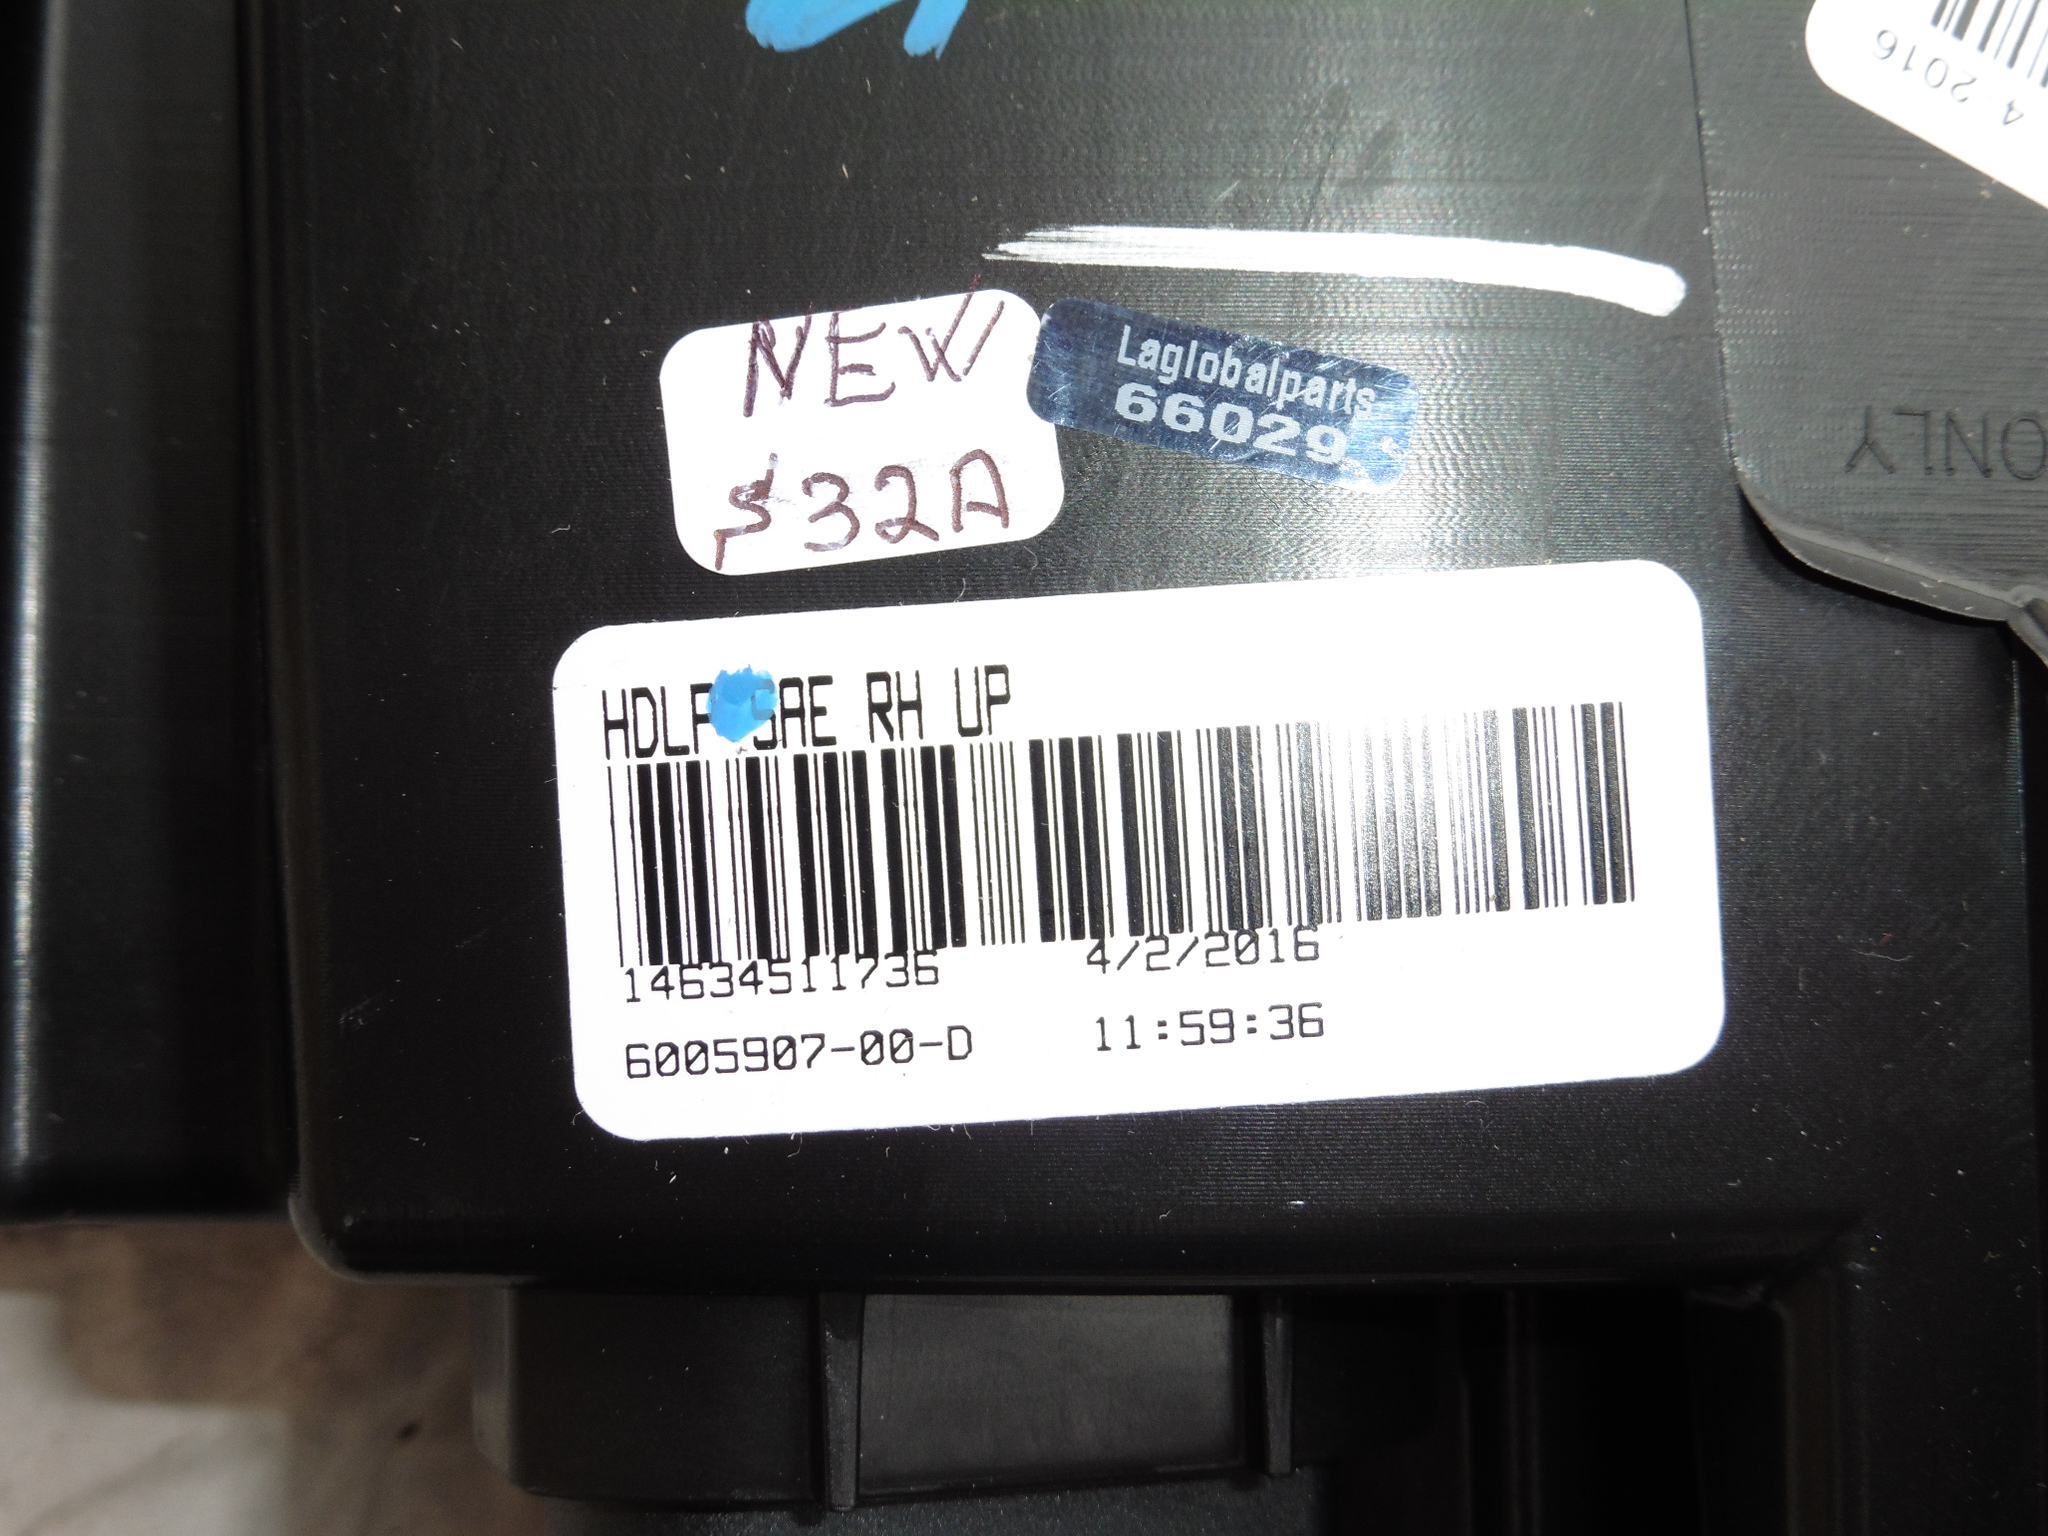 4 2016
NEW
$32A
Laglobalparts
66029
ONLY
HDLP SAE RH UP
14634511736 4/2/2016
6005907-00-D 11:59:36